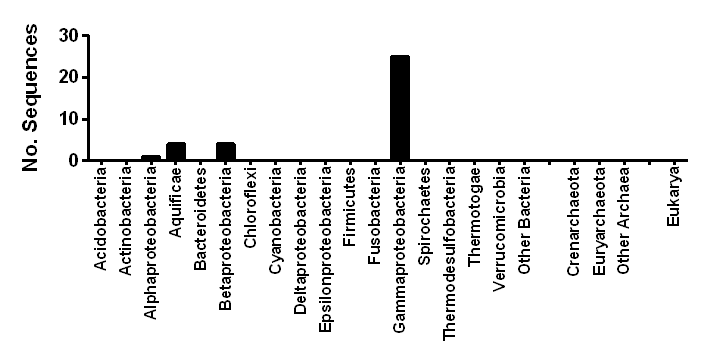 No. Sequences
30
20
10
0
Acidobacteria
Actinobacteria
Alphaproteobacteria
Aquificae
Bacteroidetes
Betaproteobacteria
Chloroflexi
Cyanobacteria
Deltaproteobacteria
Epsilonproteobacteria
Firmicutes
Fusobacteria
Gammaproteobacteria
Spirochaetes
Thermodesulfobacteria
Thermotogae
Verrucomicrobia
Other Bacteria
Crenarchaeota
Euryarchaeota
Other Archaea
Eukarya